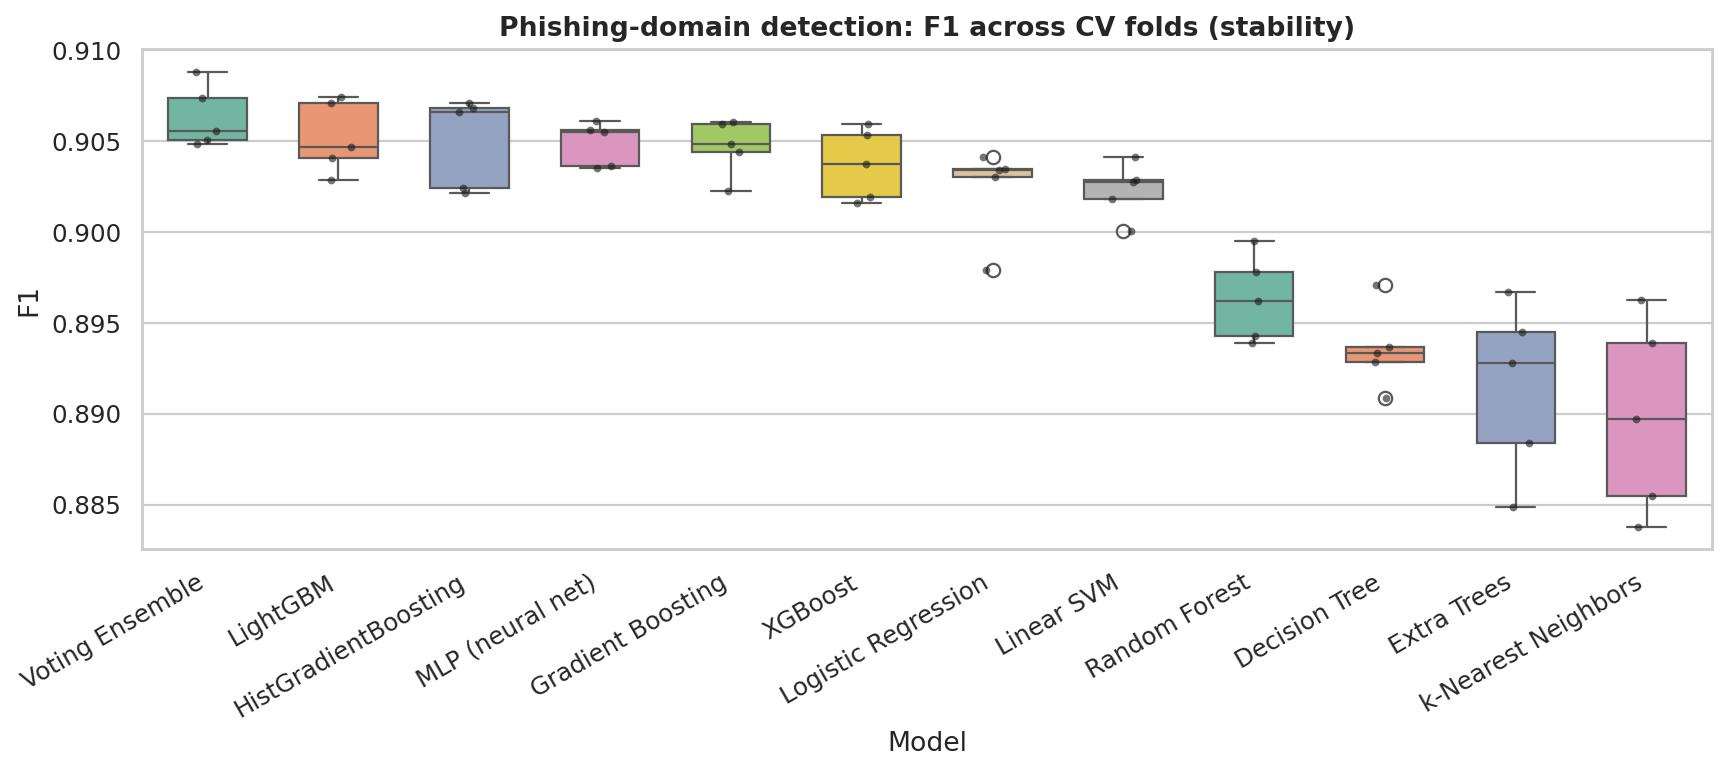 Phishing-domain detection: F1 across CV folds (stability)
0.910
0.905
0.900
0.895
0.890
0.885
F1
Voting Ensemble
LightGBM
HistGradientBoosting
MLP (neural net)
Gradient Boosting
XGBoost
Logistic Regression
Linear SVM
Random Forest
Decision Tree
Extra Trees
k-Nearest Neighbors
Model